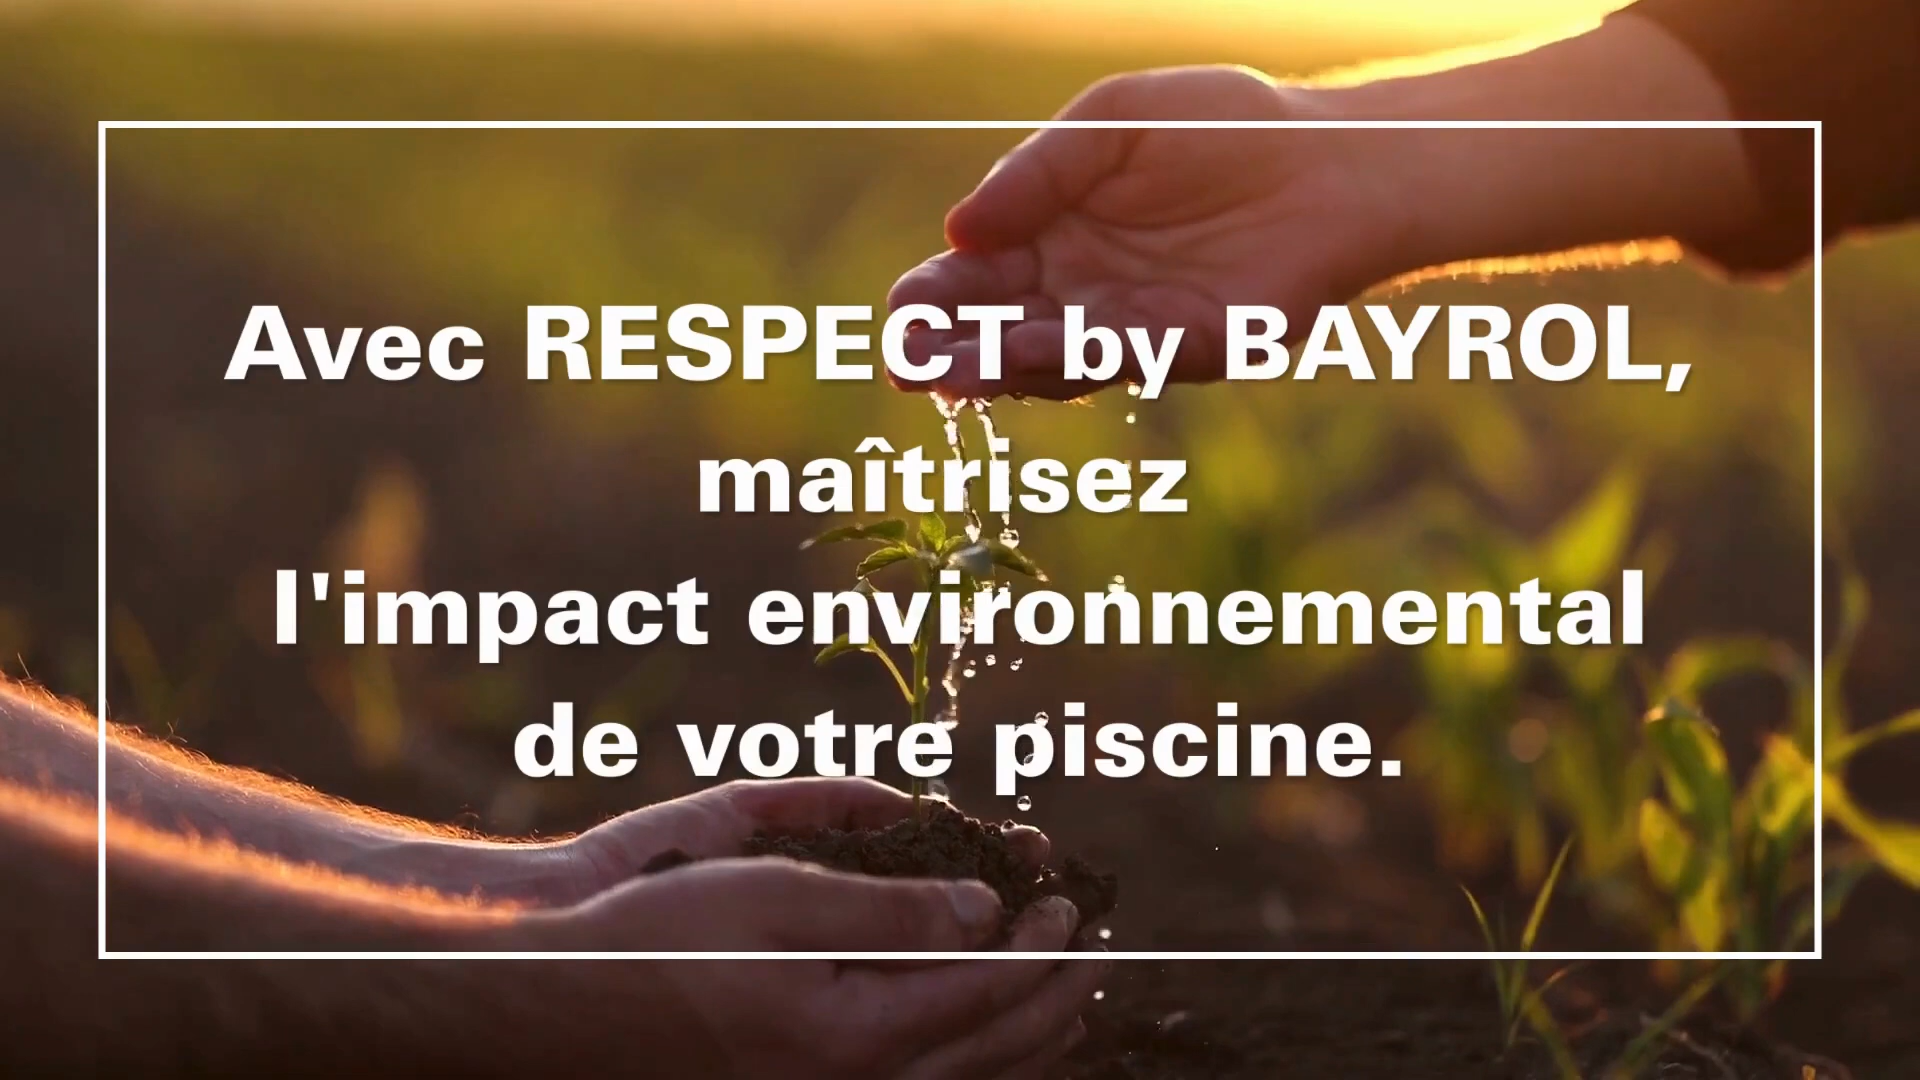 Avec RESPECT by BAYROL,
maîtrisez
l'impact environnemental
de votre piscine.